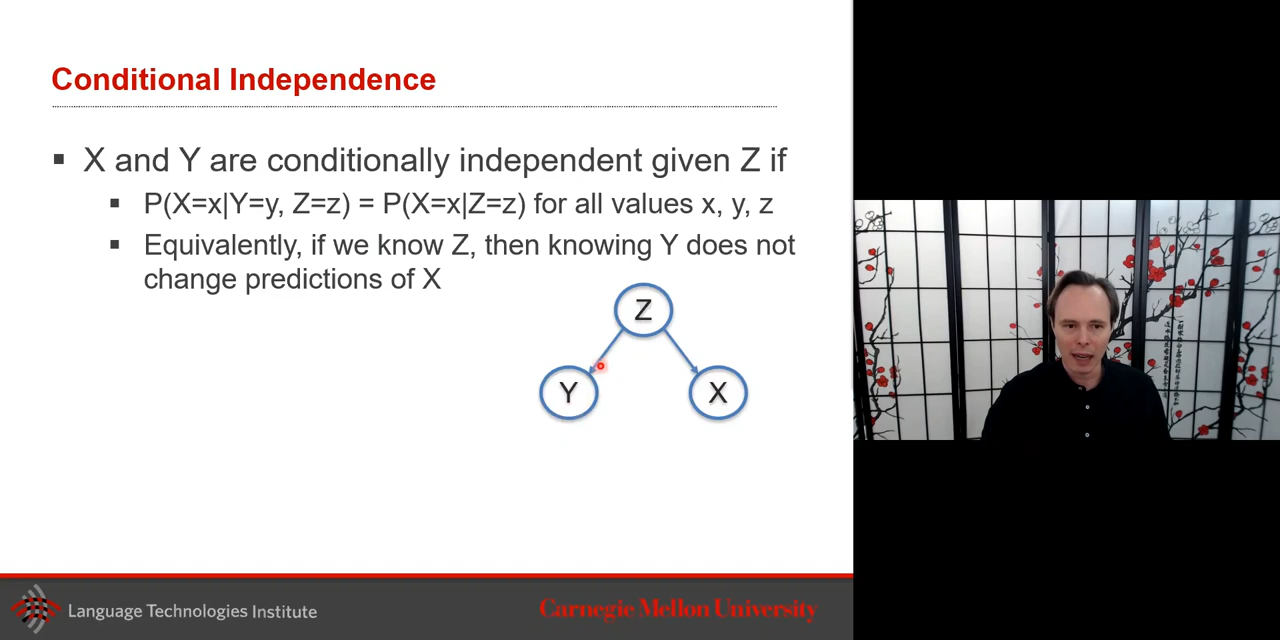 Conditional Independence
▪ X and Y are conditionally independent given Z if
▪ P(X=x|Y=y, Z=z) = P(X=x|Z=z) for all values x, y, z
▪ Equivalently, if we know Z, then knowing Y does not
change predictions of X
Z
Y
X
Language Technologies Institute
Carnegie Mellon University